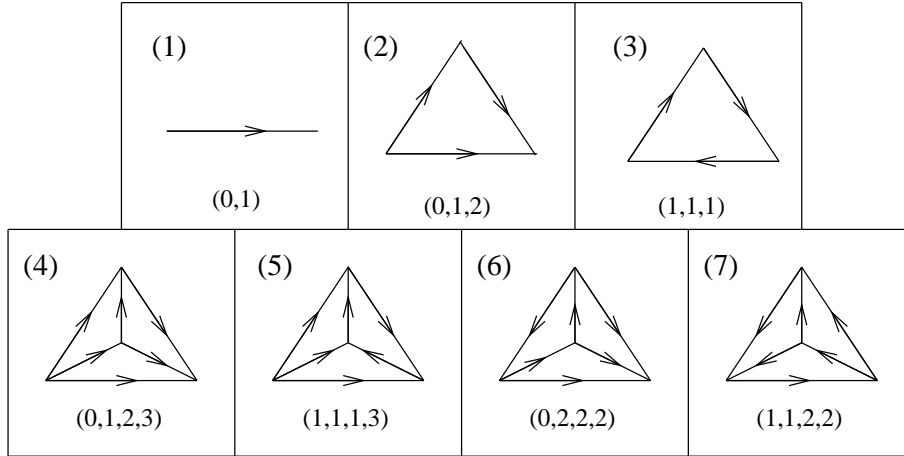 (1) (2) (3)
(0,1) (0,1,2) (1,1,1)
(4) (5) (6) (7)
(0,1,2,3) (1,1,1,3) (0,2,2,2) (1,1,2,2)